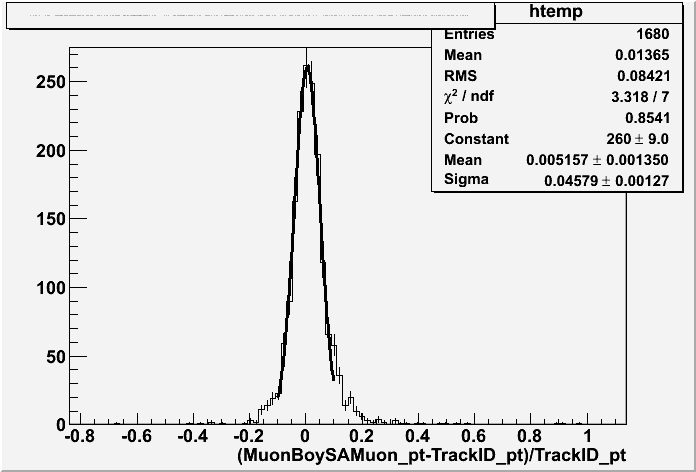 htemp
Entries 1680
Mean 0.01365
RMS 0.08421
χ² / ndf 3.318 / 7
Prob 0.8541
Constant 260 ± 9.0
Mean 0.005157 ± 0.001350
Sigma 0.04579 ± 0.00127
250
200
150
100
50
0
-0.8 -0.6 -0.4 -0.2 0 0.2 0.4 0.6 0.8 1
(MuonBoySAMuon_pt-TrackID_pt)/TrackID_pt